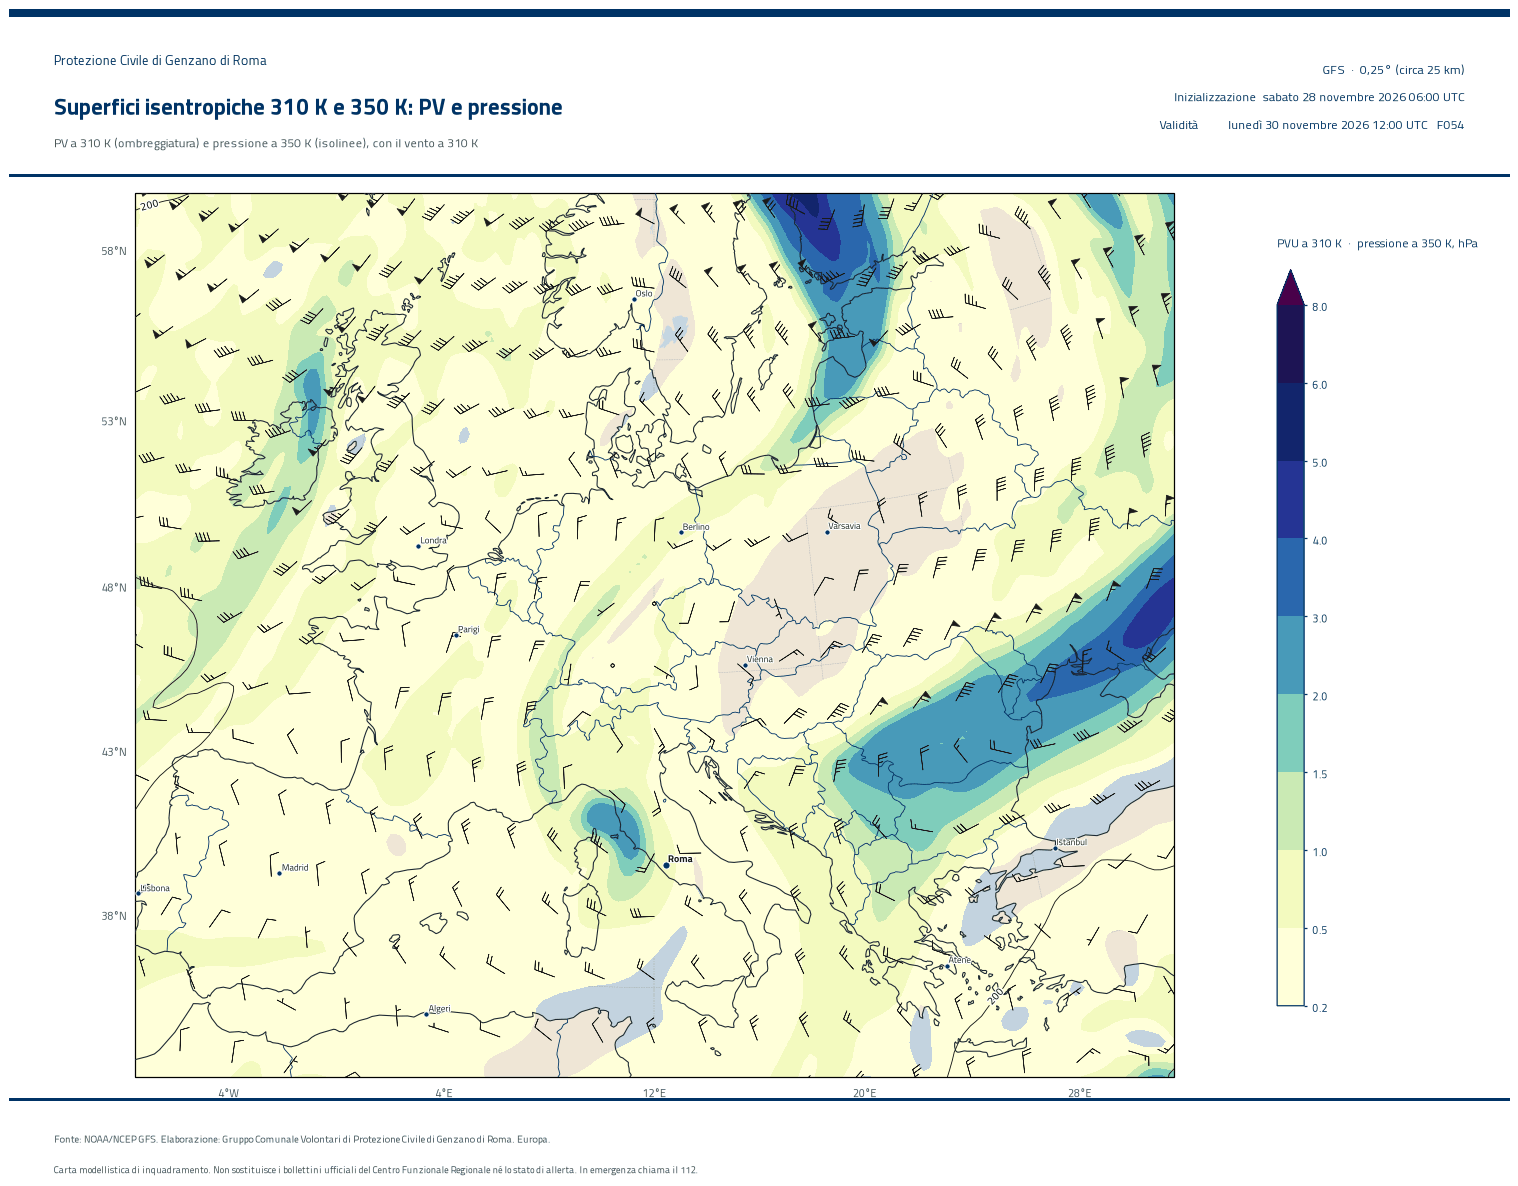 Protezione Civile di Genzano di Roma
Superfici isentropiche 310 K e 350 K: PV e pressione
PV a 310 K (ombreggiatura) e pressione a 350 K (isolinee), con il vento a 310 K
GFS · 0,25° (circa 25 km)
Inizializzazione sabato 28 novembre 2026 06:00 UTC
Validità lunedì 30 novembre 2026 12:00 UTC F054
PVU a 310 K · pressione a 350 K, hPa
8.0
6.0
5.0
4.0
3.0
2.0
1.5
1.0
0.5
0.2
58°N
53°N
48°N
43°N
38°N
4°W
4°E
12°E
20°E
28°E
200
Oslo
Berlino
Varsavia
Londra
Parigi
Vienna
Roma
Madrid
Lisbona
Istanbul
Atene
200
Algeri
Fonte: NOAA/NCEP GFS. Elaborazione: Gruppo Comunale Volontari di Protezione Civile di Genzano di Roma. Europa.
Carta modellistica di inquadramento. Non sostituisce i bollettini ufficiali del Centro Funzionale Regionale né lo stato di allerta. In emergenza chiama il 112.